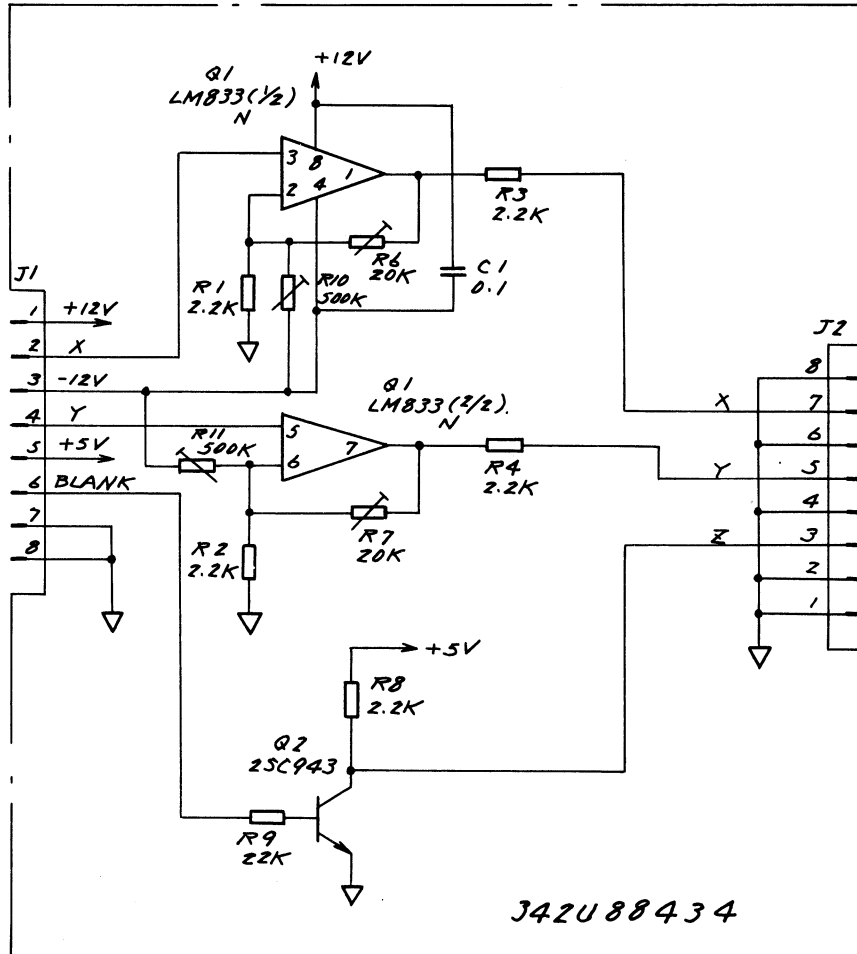 +12V
Q1
LM833(1/2)
N
3
8
1
2
4
R3
2.2K
R6
20K
R1
2.2K
R10
500K
C1
0.1
J1
1 +12V
2 X
3 -12V
4 Y
5 +5V
6 BLANK
7
8
Q1
LM833(2/2).
N
5
6
7
R11
500K
R4
2.2K
R7
20K
R2
2.2K
J2
8
X 7
6
Y 5
4
Z 3
2
1
+5V
R8
2.2K
Q2
2SC943
R9
22K
342U88434